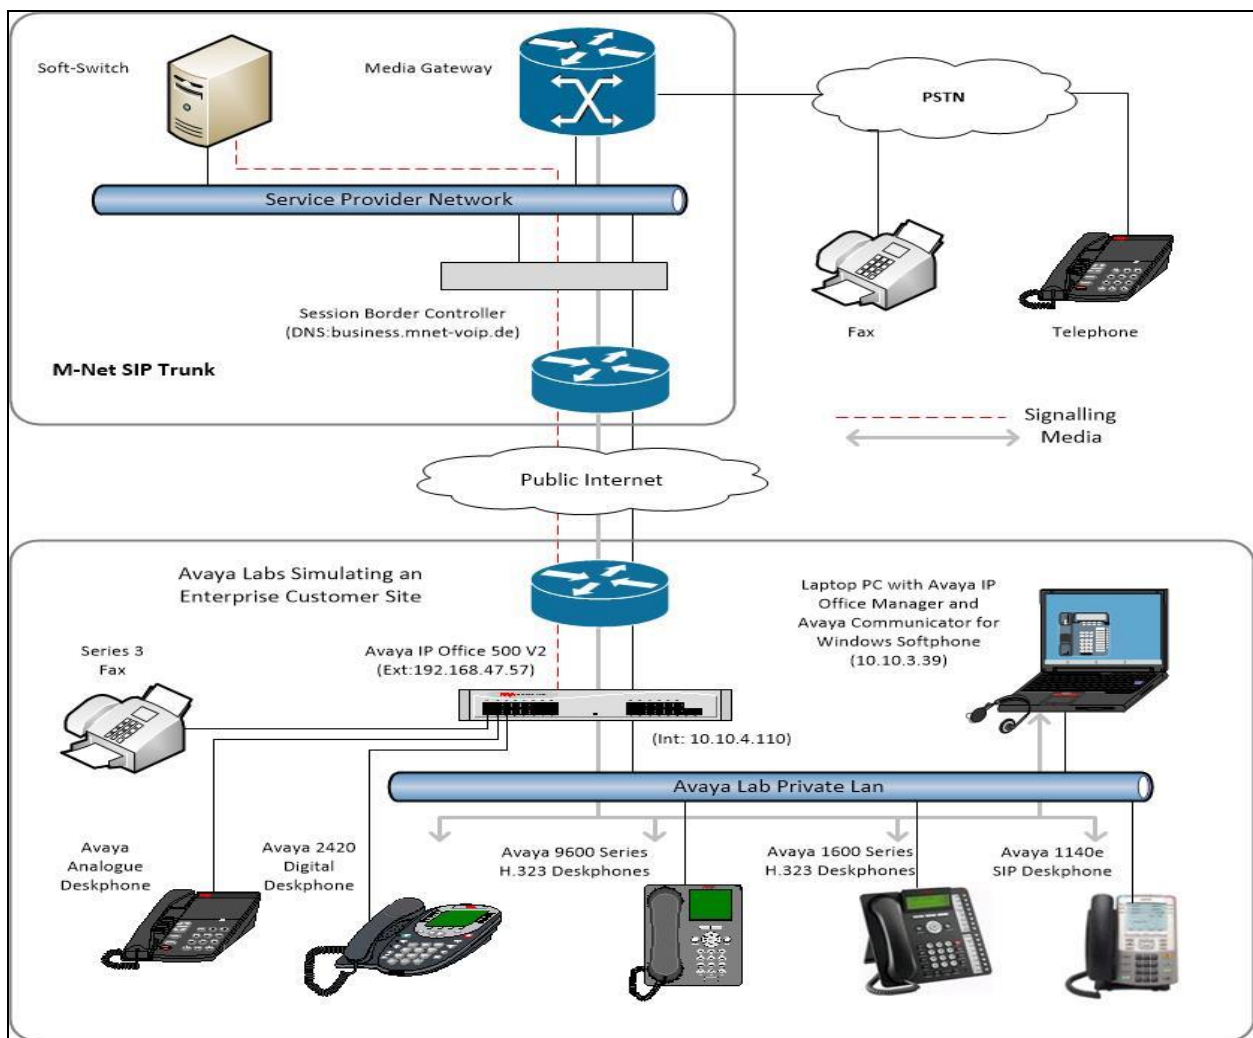 Soft-Switch
Media Gateway
PSTN
Service Provider Network
Session Border Controller
(DNS:business.mnet-voip.de)
Fax
Telephone
M-Net SIP Trunk
Signalling
Media
Public Internet
Avaya Labs Simulating an
Enterprise Customer Site
Laptop PC with Avaya IP
Office Manager and
Avaya Communicator for
Windows Softphone
(10.10.3.39)
Series 3
Fax
Avaya IP Office 500 V2
(Ext:192.168.47.57)
(Int: 10.10.4.110)
Avaya Lab Private Lan
Avaya
Analogue
Deskphone
Avaya 2420
Digital
Deskphone
Avaya 9600 Series
H.323 Deskphones
Avaya 1600 Series
H.323 Deskphones
Avaya 1140e
SIP Deskphone